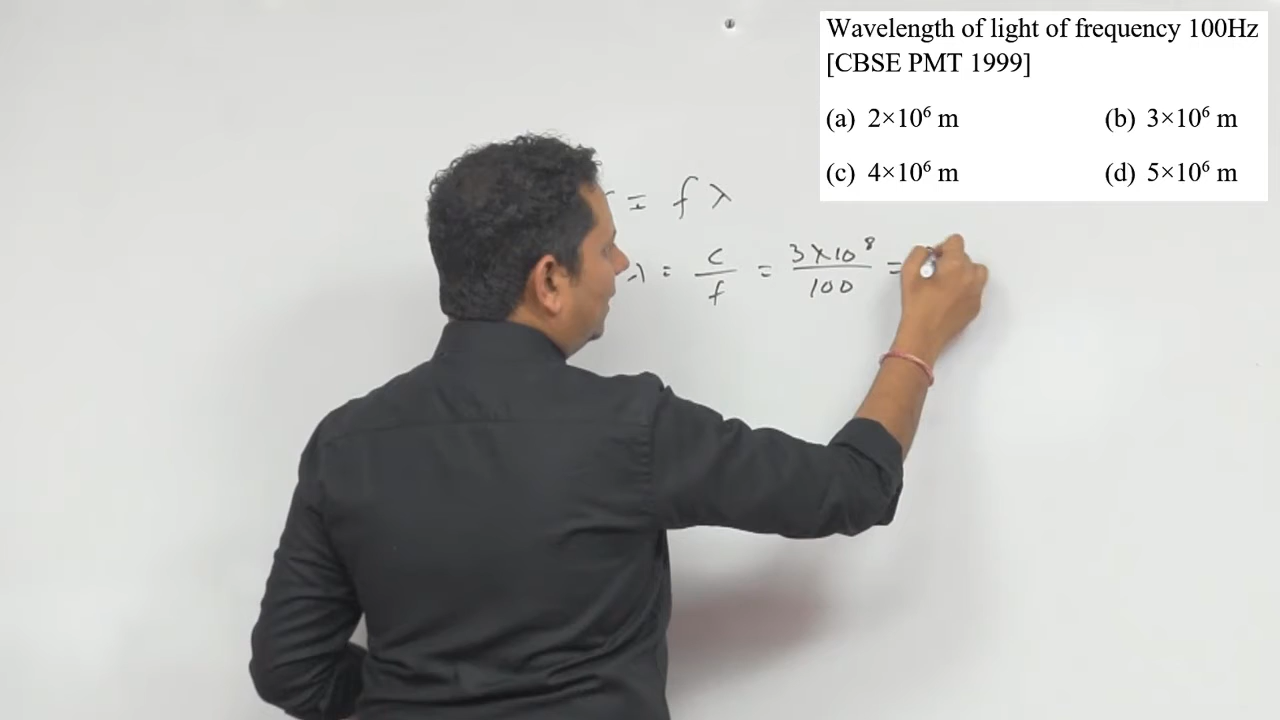 Wavelength of light of frequency 100Hz
[CBSE PMT 1999]
(a) 2×10⁶ m (b) 3×10⁶ m
(c) 4×10⁶ m (d) 5×10⁶ m
= f λ
λ = c/f = 3×10⁸/100 =